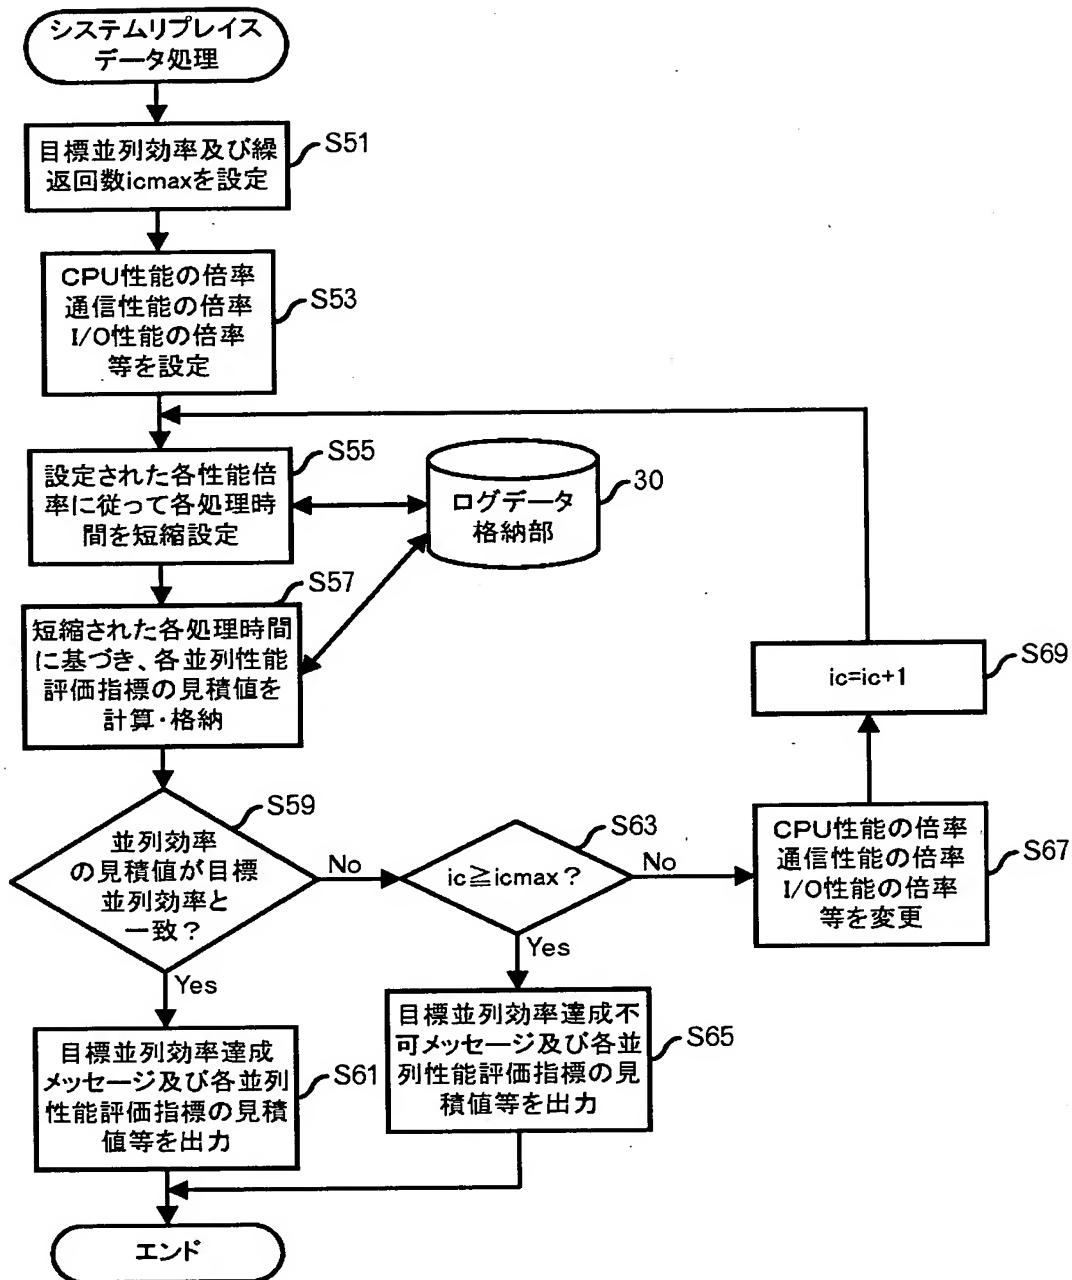 システムリプレイス
データ処理
S51
目標並列効率及び繰
返回数icmaxを設定
CPU性能の倍率
通信性能の倍率
I/O性能の倍率
等を設定
S53
S55
設定された各性能倍
率に従って各処理時
間を短縮設定
ログデータ
格納部
30
S57
短縮された各処理時間
に基づき、各並列性能
評価指標の見積値を
計算・格納
S59
並列効率
の見積値が目標
並列効率と
一致？
No
Yes
S63
ic≧icmax？
No
Yes
CPU性能の倍率
通信性能の倍率
I/O性能の倍率
等を変更
S67
ic=ic+1
S69
目標並列効率達成
メッセージ及び各並列
性能評価指標の見積
値等を出力
S61
目標並列効率達成不
可メッセージ及び各並
列性能評価指標の見
積値等を出力
S65
エンド